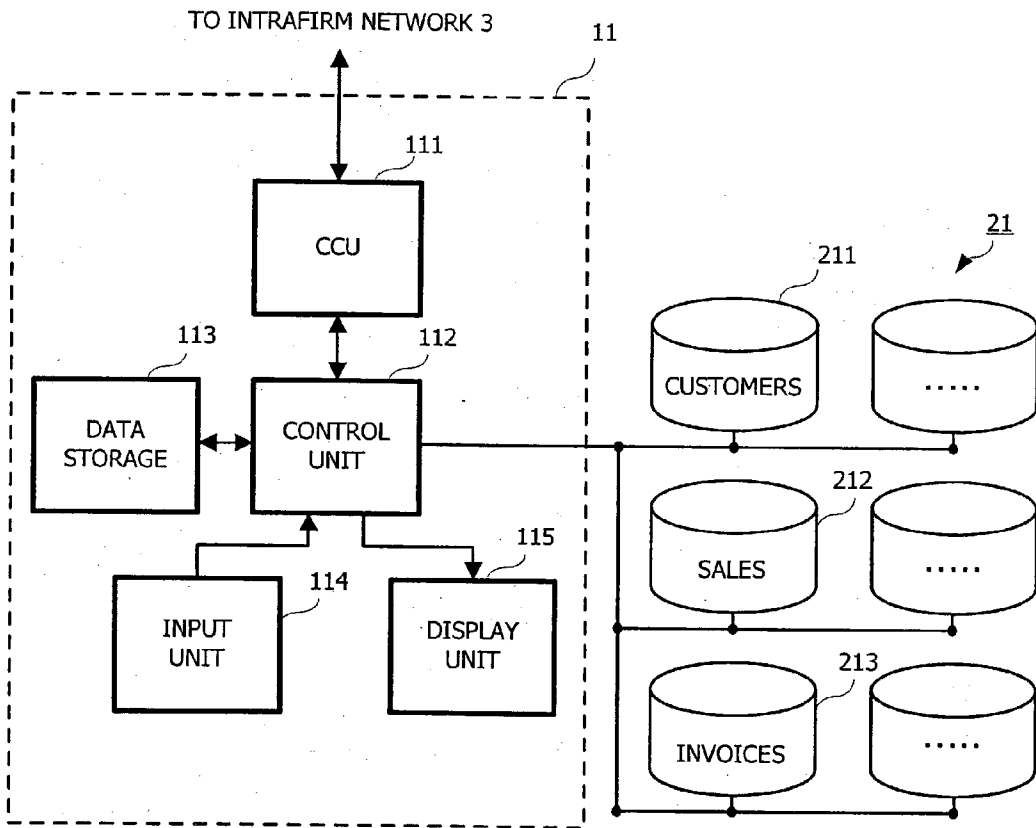 TO INTRAFIRM NETWORK 3
11
111
CCU
21
211
113
112
CUSTOMERS
.....
DATA
STORAGE
CONTROL
UNIT
212
115
SALES
.....
114
INPUT
UNIT
DISPLAY
UNIT
213
INVOICES
.....